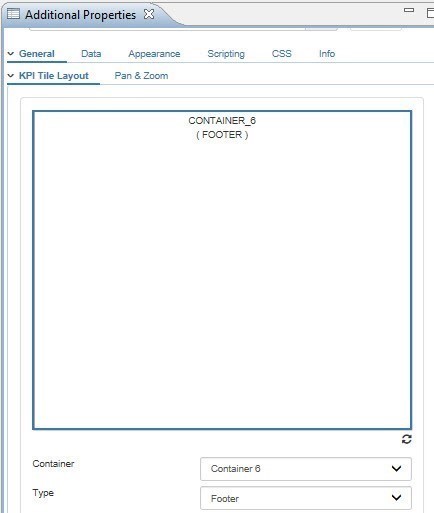 Additional Properties
General Data Appearance Scripting CSS Info
KPI Tile Layout Pan & Zoom
CONTAINER_6
( FOOTER )
Container Container 6
Type Footer